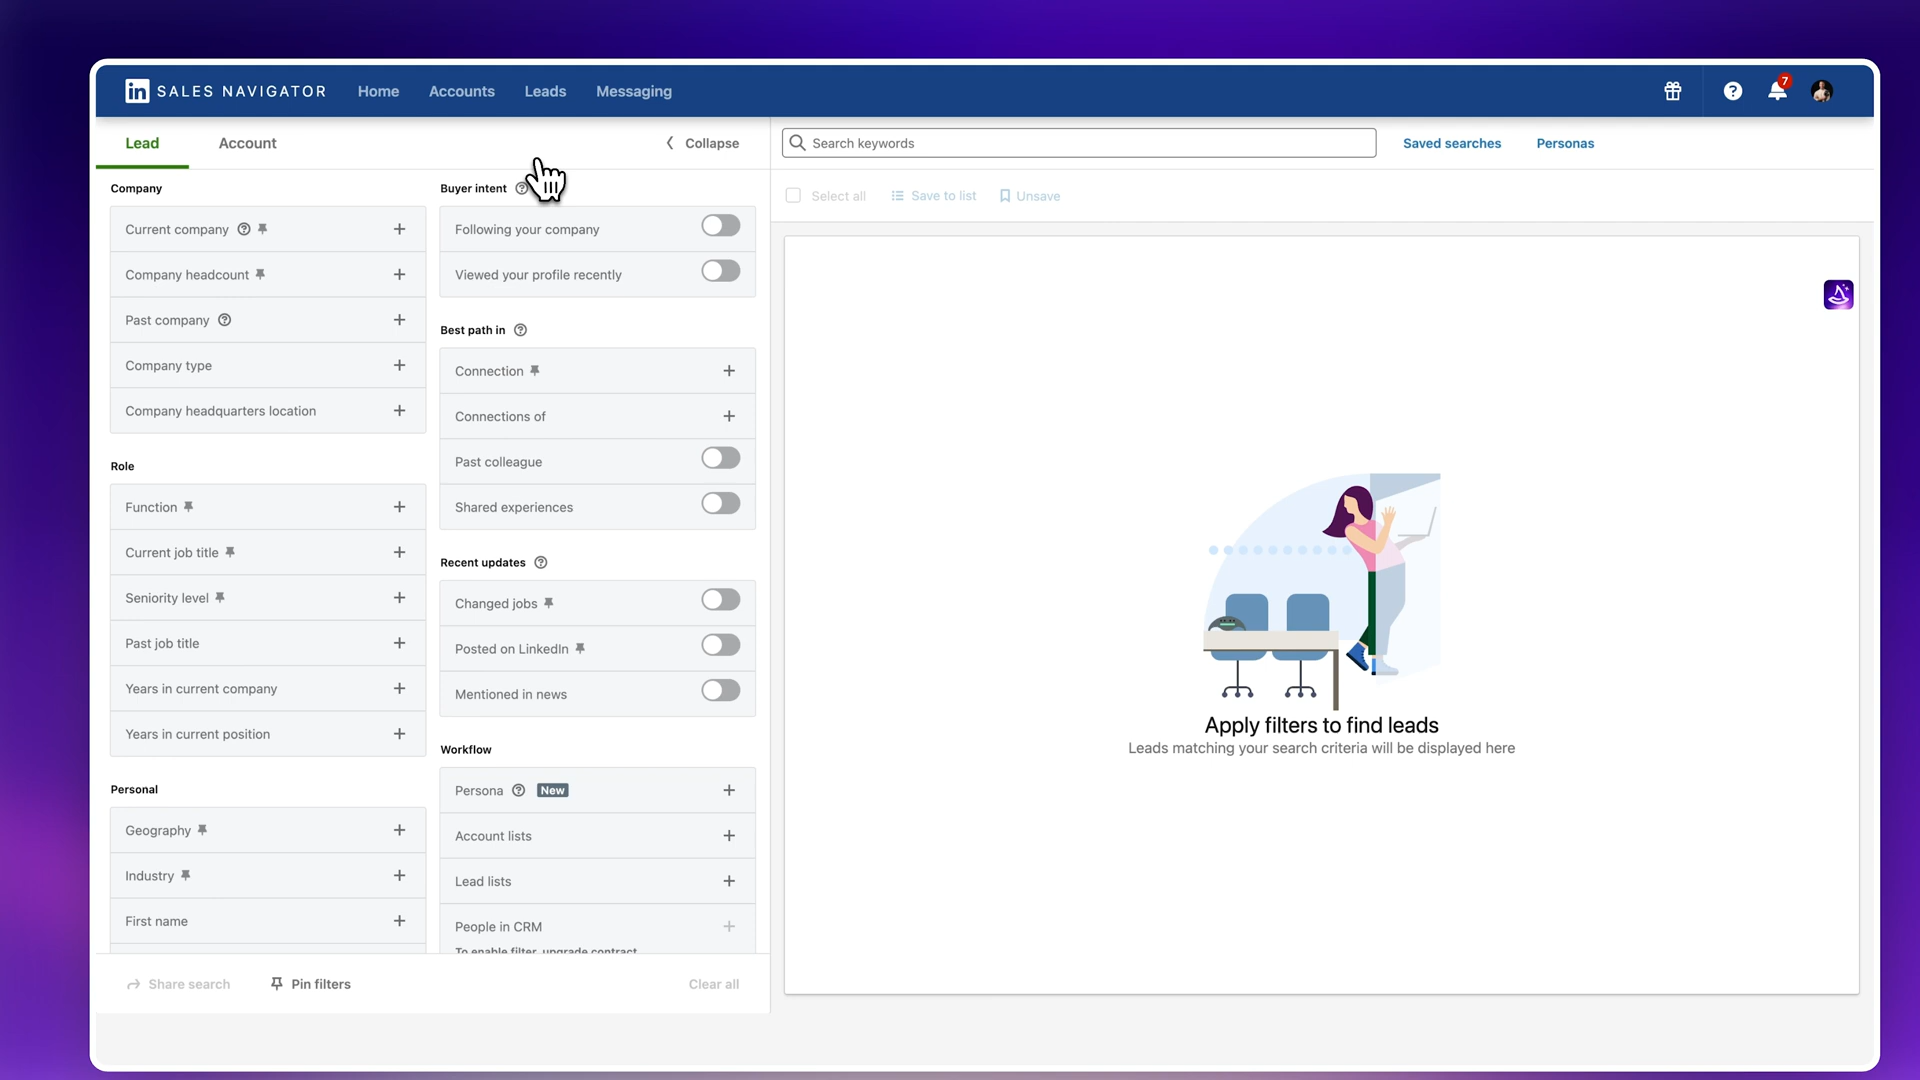 in SALES NAVIGATOR Home Accounts Leads Messaging
7
Lead Account Collapse
Search keywords
Saved searches Personas
Select all Save to list Unsave
Company
Current company
Company headcount
Past company
Company type
Company headquarters location
Role
Function
Current job title
Seniority level
Past job title
Years in current company
Years in current position
Personal
Geography
Industry
First name
Buyer intent
Following your company
Viewed your profile recently
Best path in
Connection
Connections of
Past colleague
Shared experiences
Recent updates
Changed jobs
Posted on LinkedIn
Mentioned in news
Workflow
Persona New
Account lists
Lead lists
People in CRM
To enable filter, upgrade contract
Share search Pin filters Clear all
Apply filters to find leads
Leads matching your search criteria will be displayed here